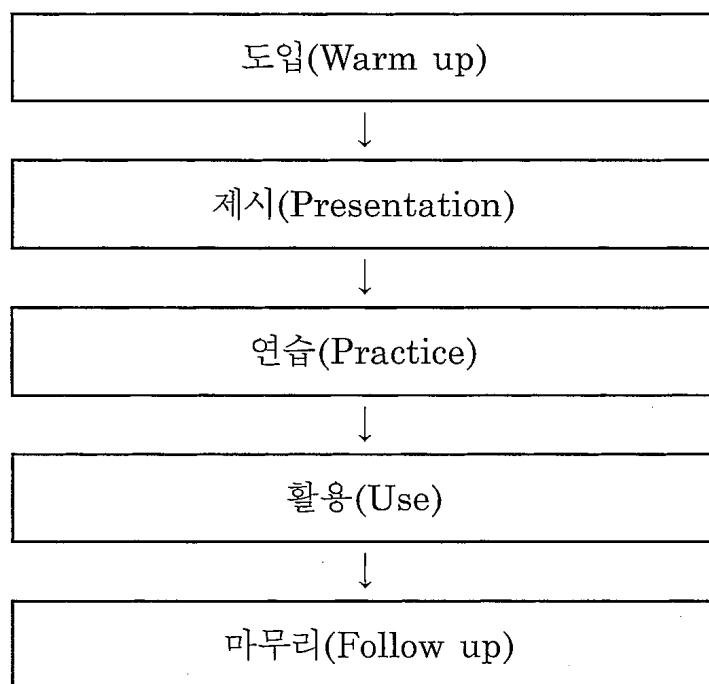 도입(Warm up)
↓
제시(Presentation)
↓
연습(Practice)
↓
활용(Use)
↓
마무리(Follow up)